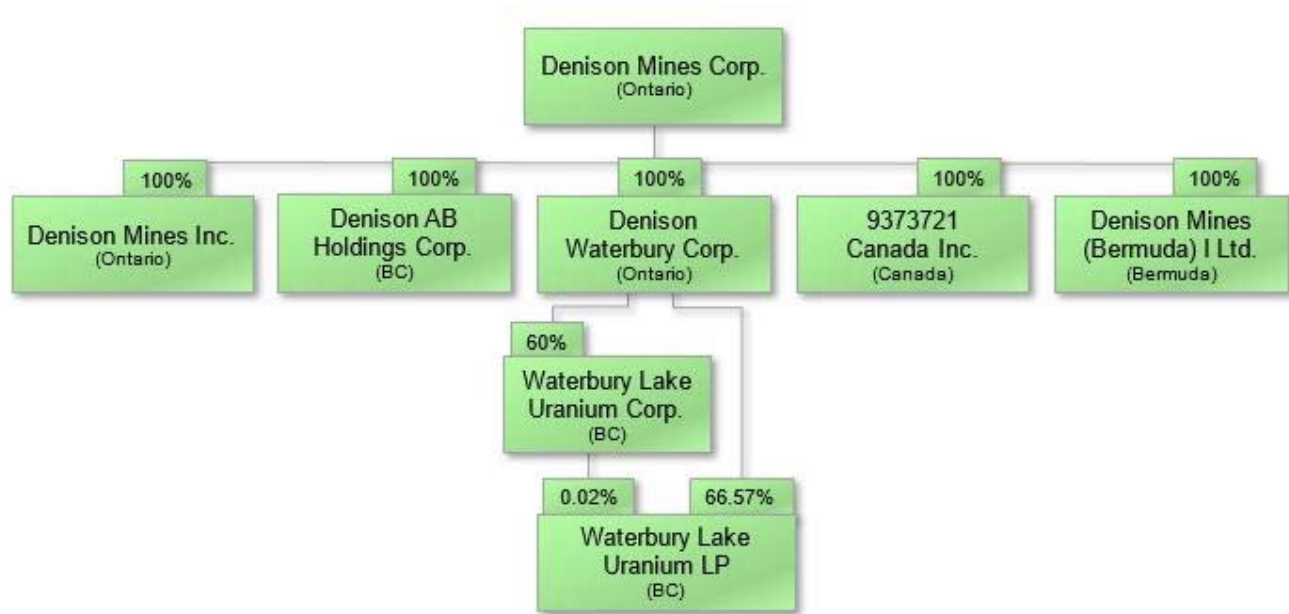 Denison Mines Corp.
(Ontario)
100%
100%
100%
100%
100%
Denison Mines Inc.
(Ontario)
Denison AB
Holdings Corp.
(BC)
Denison
Waterbury Corp.
(Ontario)
9373721
Canada Inc.
(Canada)
Denison Mines
(Bermuda) I Ltd.
(Bermuda)
60%
Waterbury Lake
Uranium Corp.
(BC)
0.02%
66.57%
Waterbury Lake
Uranium LP
(BC)